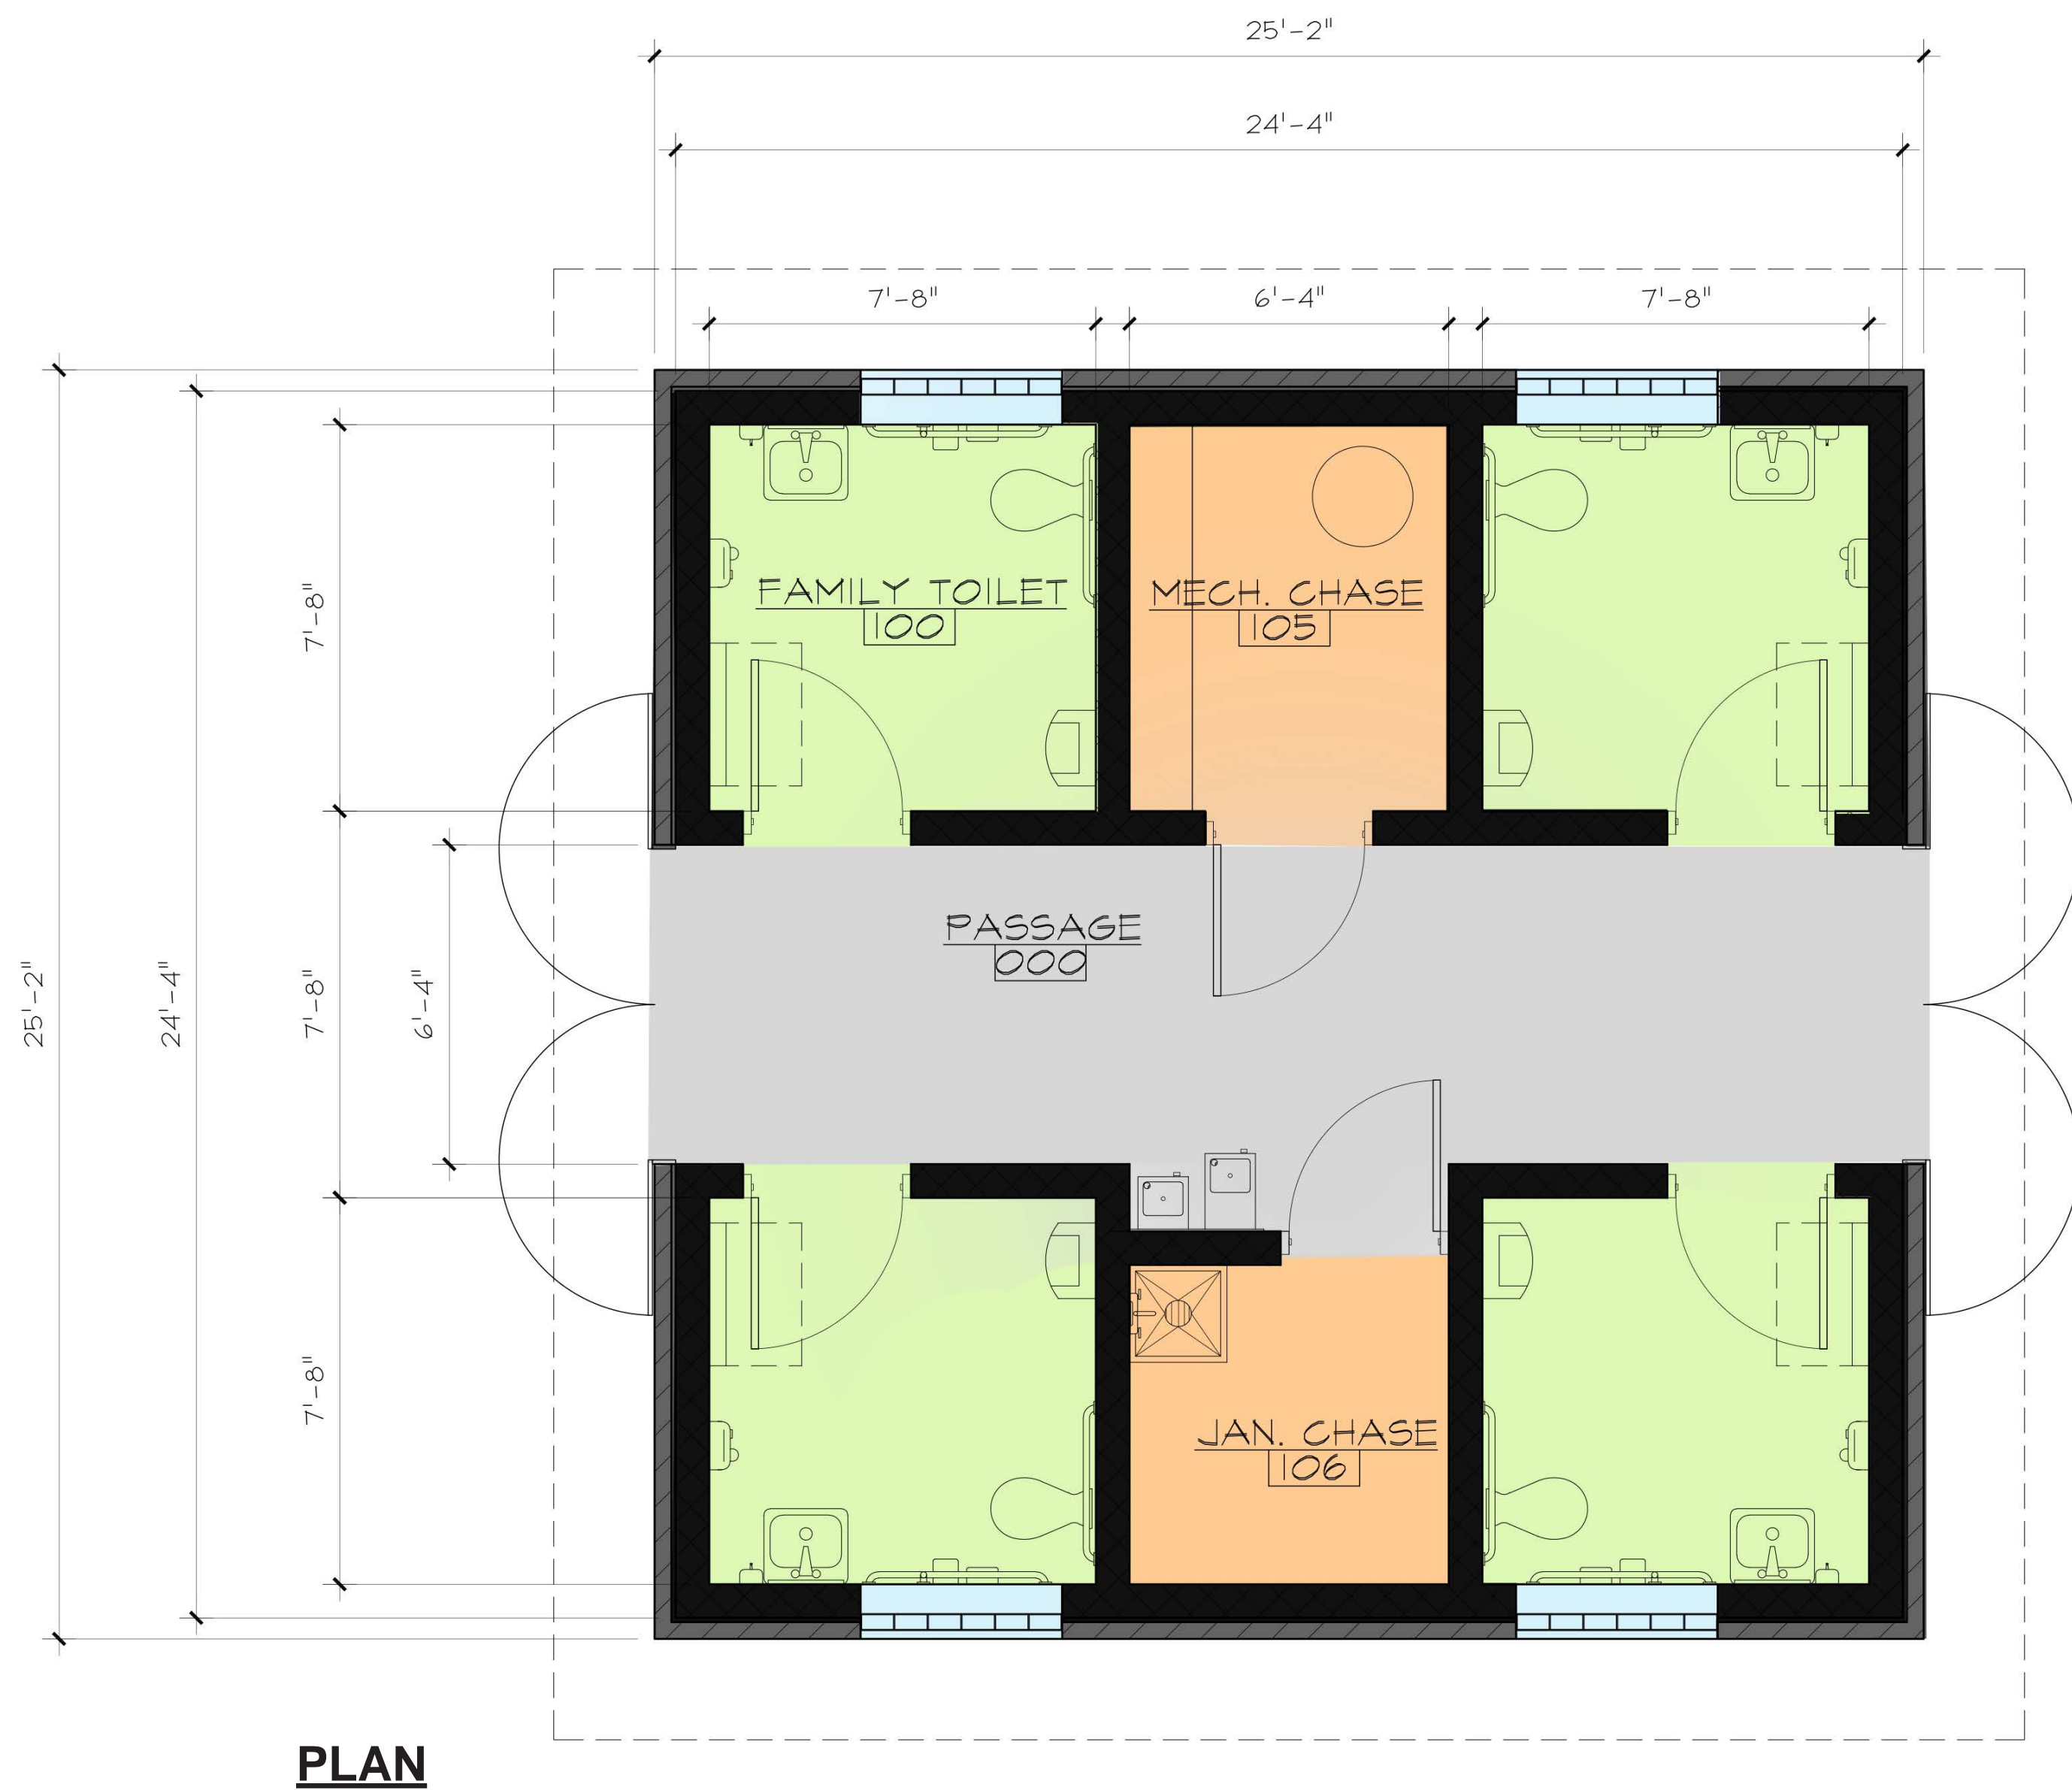 25'-2"
24'-4"
7'-8" 6'-4" 7'-8"
FAMILY TOILET
100
MECH. CHASE
105
7'-8"
PASSAGE
000
25'-2"
24'-4"
7'-8"
6'-4"
7'-8"
JAN. CHASE
106
PLAN